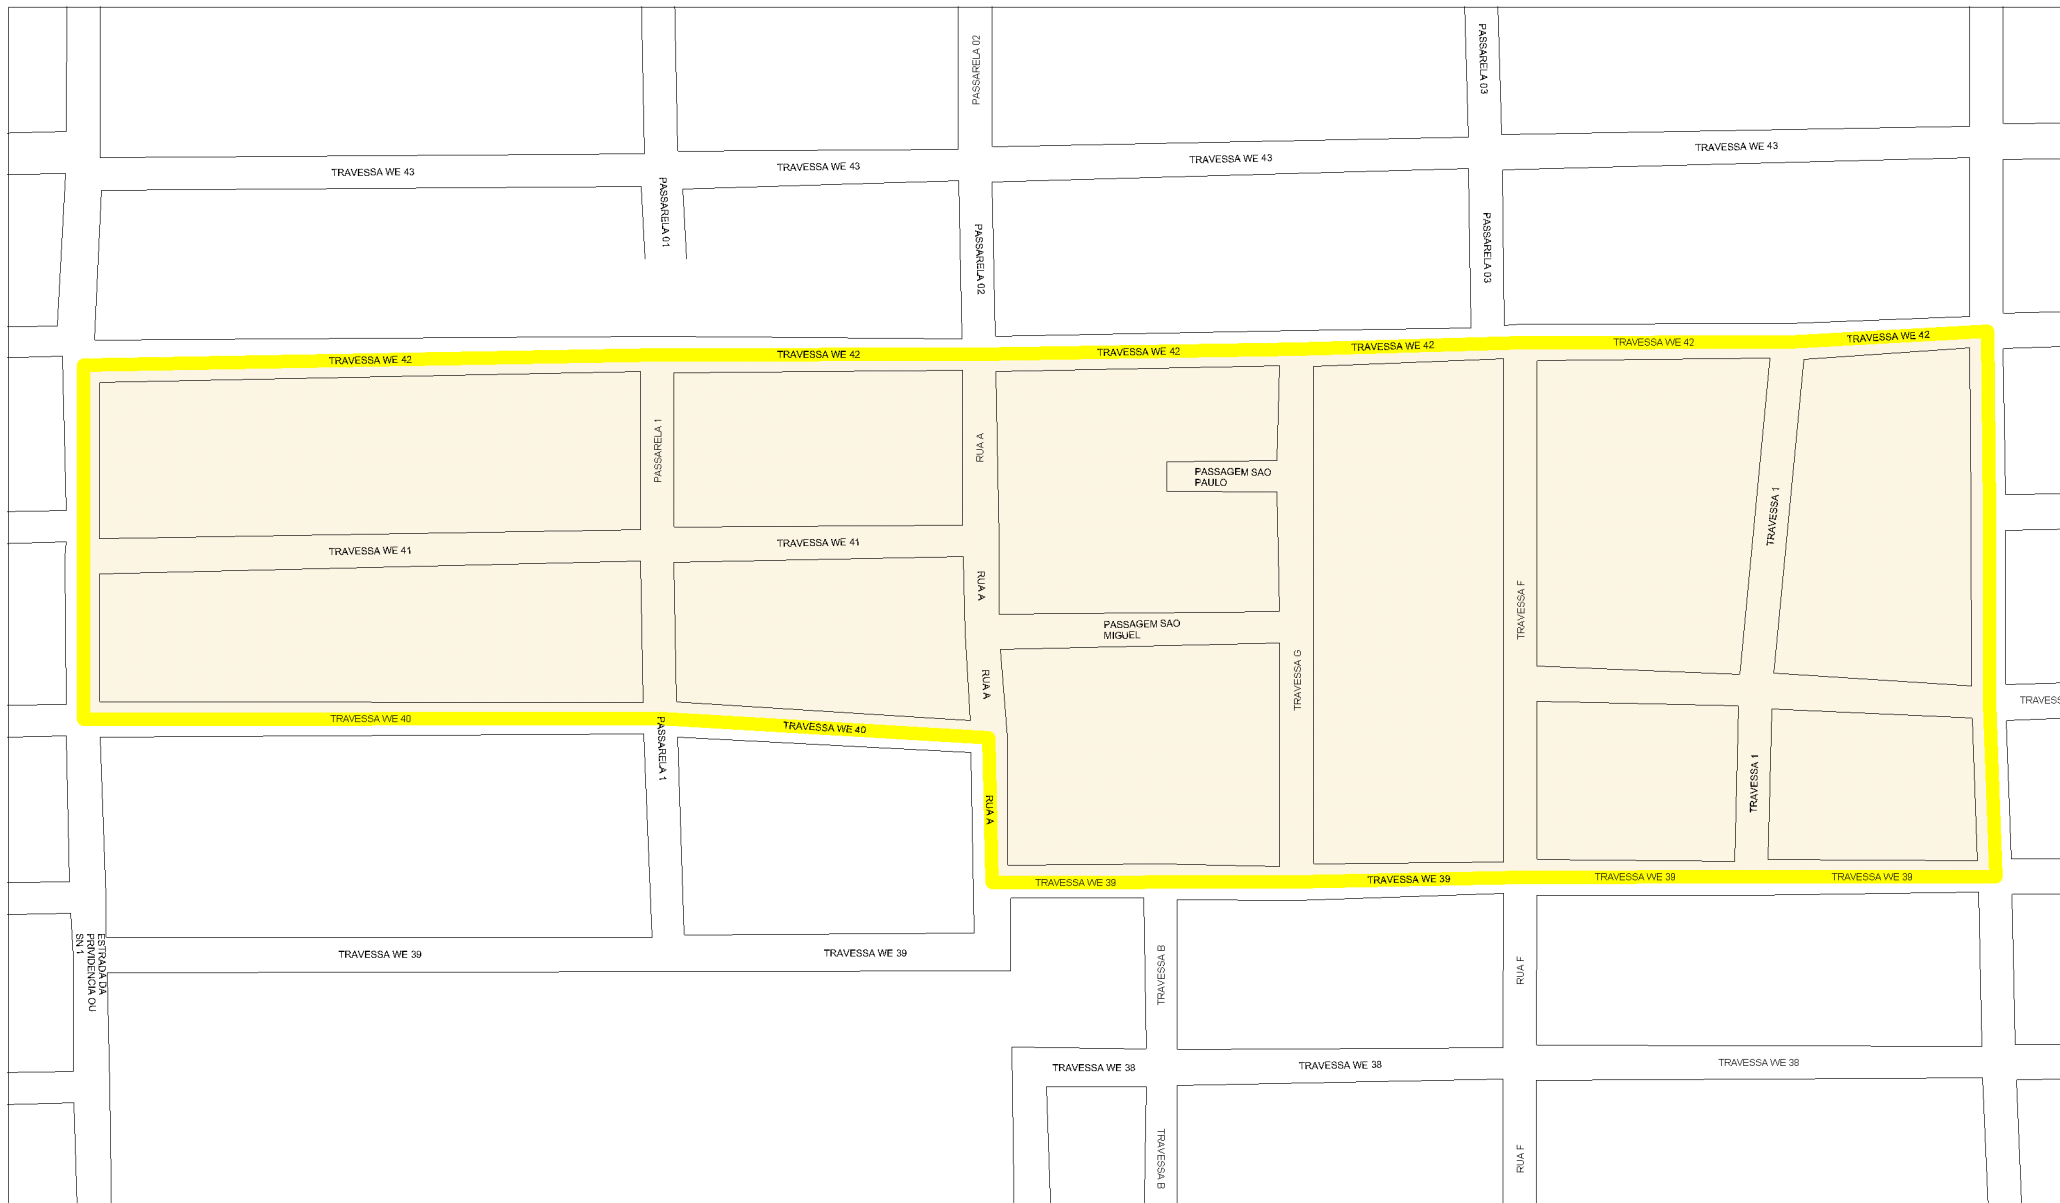 PASSARELA 02
PASSARELA 03
TRAVESSA WE 43
TRAVESSA WE 43
TRAVESSA WE 43
TRAVESSA WE 43
PASSARELA 01
PASSARELA 02
PASSARELA 03
TRAVESSA WE 42
TRAVESSA WE 42
TRAVESSA WE 42
TRAVESSA WE 42
TRAVESSA WE 42
TRAVESSA WE 42
PASSARELA 1
RUA A
PASSAGEM SAO
PAULO
TRAVESSA 1
TRAVESSA WE 41
TRAVESSA WE 41
RUA A
TRAVESSA F
PASSAGEM SAO
MIGUEL
RUA A
TRAVESSA G
TRAVESS
TRAVESSA WE 40
TRAVESSA WE 40
PASSARELA 1
TRAVESSA 1
RUA A
TRAVESSA WE 39
TRAVESSA WE 39
TRAVESSA WE 39
TRAVESSA WE 39
ESTRADA DA
PRIVIDENCIA OU
SN 1
TRAVESSA WE 39
TRAVESSA WE 39
TRAVESSA B
RUA F
TRAVESSA WE 38
TRAVESSA WE 38
TRAVESSA WE 38
TRAVESSA B
RUA F